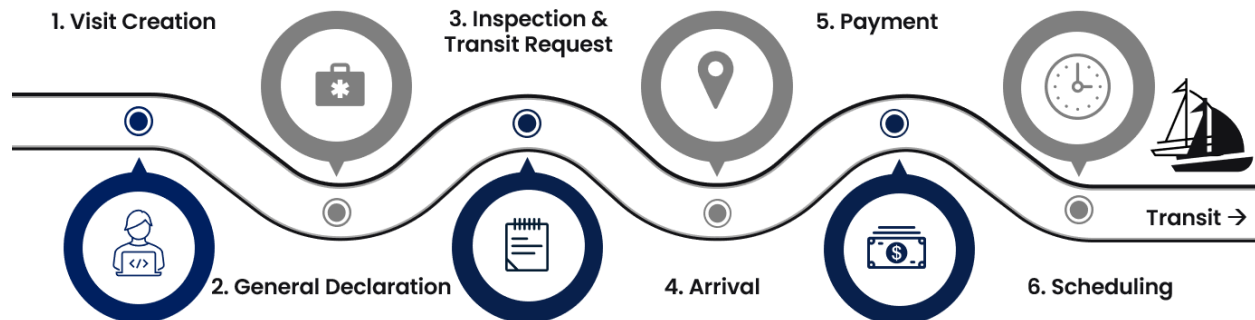 1. Visit Creation
2. General Declaration
3. Inspection &
Transit Request
4. Arrival
5. Payment
6. Scheduling
Transit →
</>
$